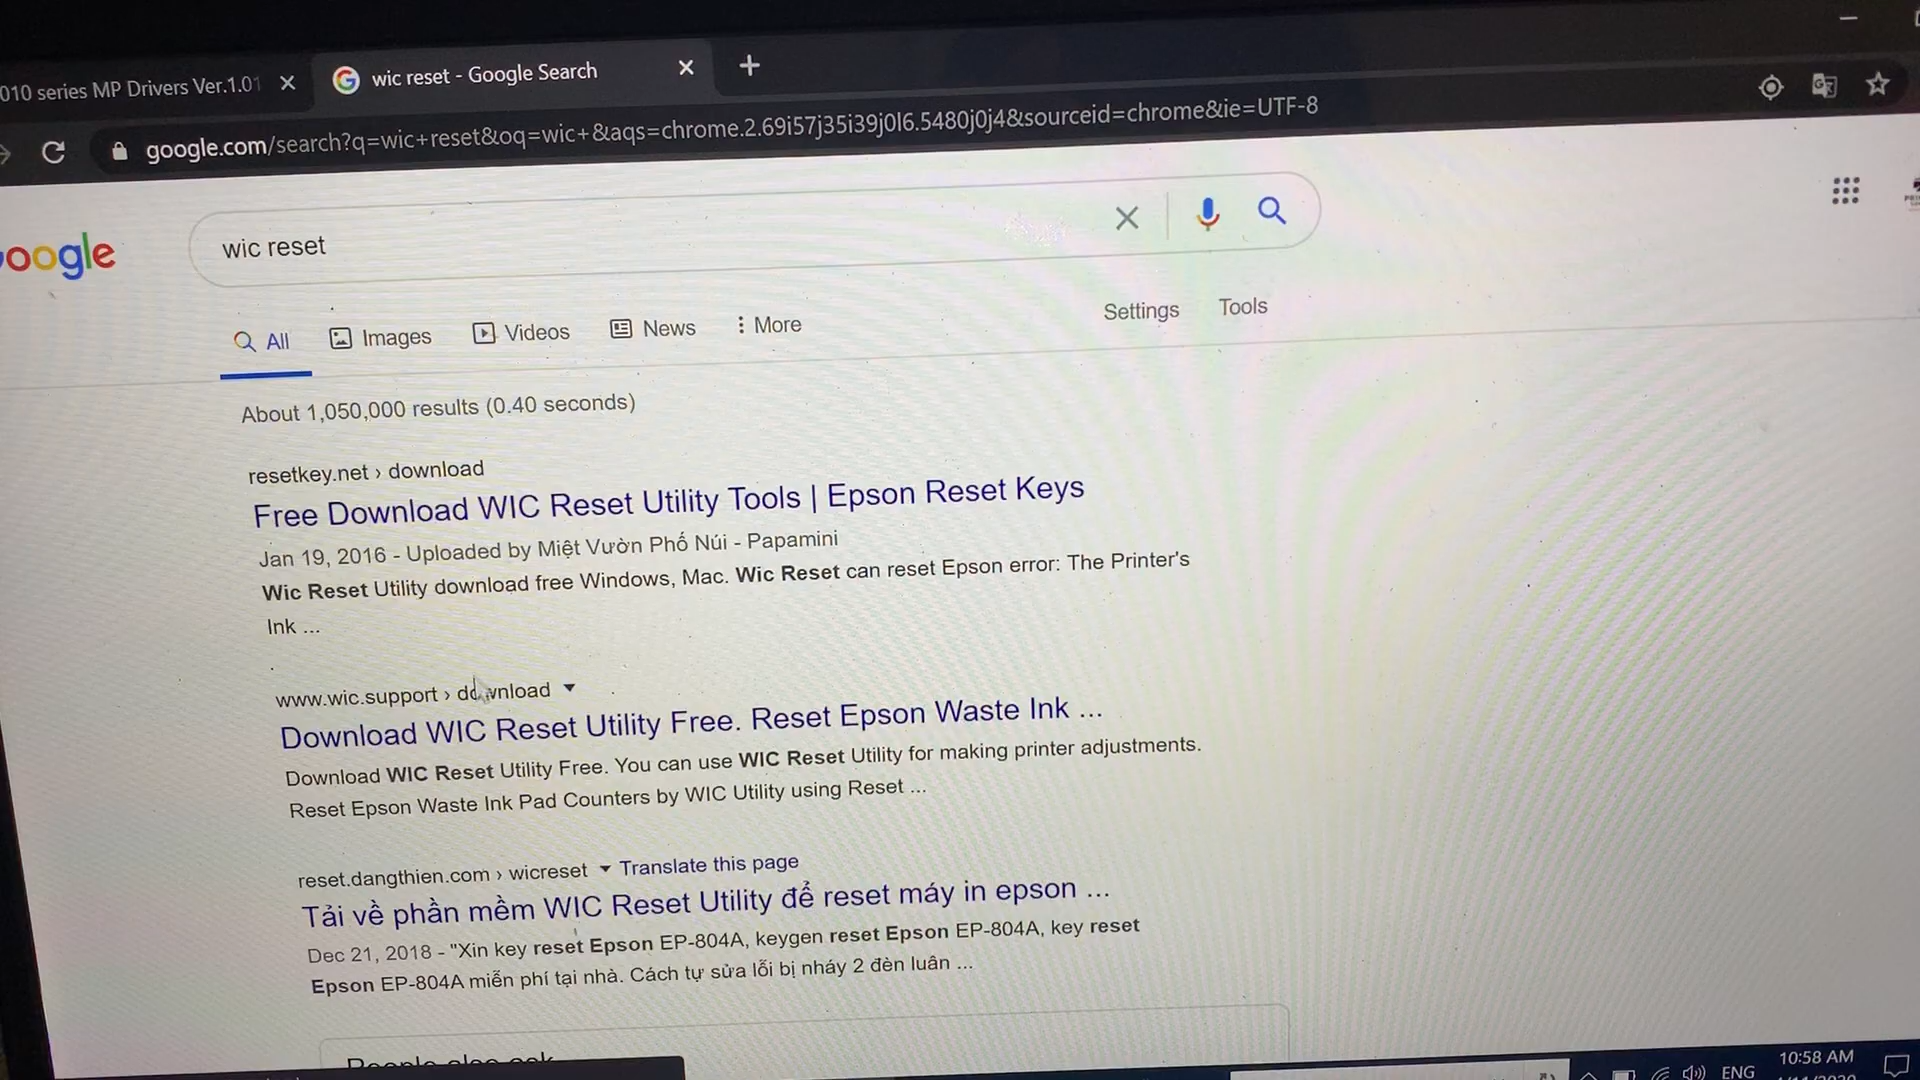 010 series MP Drivers Ver.1.01
wic reset - Google Search
google.com/search?q=wic+reset&oq=wic+&aqs=chrome.2.69i57j35i39j0l6.5480j0j4&sourceid=chrome&ie=UTF-8
oogle
wic reset
All
Images
Videos
News
More
Settings
Tools
About 1,050,000 results (0.40 seconds)
resetkey.net › download
Free Download WIC Reset Utility Tools | Epson Reset Keys
Jan 19, 2016 - Uploaded by Miệt Vườn Phố Núi - Papamini
Wic Reset Utility download free Windows, Mac. Wic Reset can reset Epson error: The Printer's
Ink ...
www.wic.support › download
Download WIC Reset Utility Free. Reset Epson Waste Ink ...
Download WIC Reset Utility Free. You can use WIC Reset Utility for making printer adjustments.
Reset Epson Waste Ink Pad Counters by WIC Utility using Reset ...
reset.dangthien.com › wicreset
Translate this page
Tải về phần mềm WIC Reset Utility để reset máy in epson ...
Dec 21, 2018 - "Xin key reset Epson EP-804A, keygen reset Epson EP-804A, key reset
Epson EP-804A miễn phí tại nhà. Cách tự sửa lỗi bị nháy 2 đèn luân ...
People also ask
ENG
10:58 AM